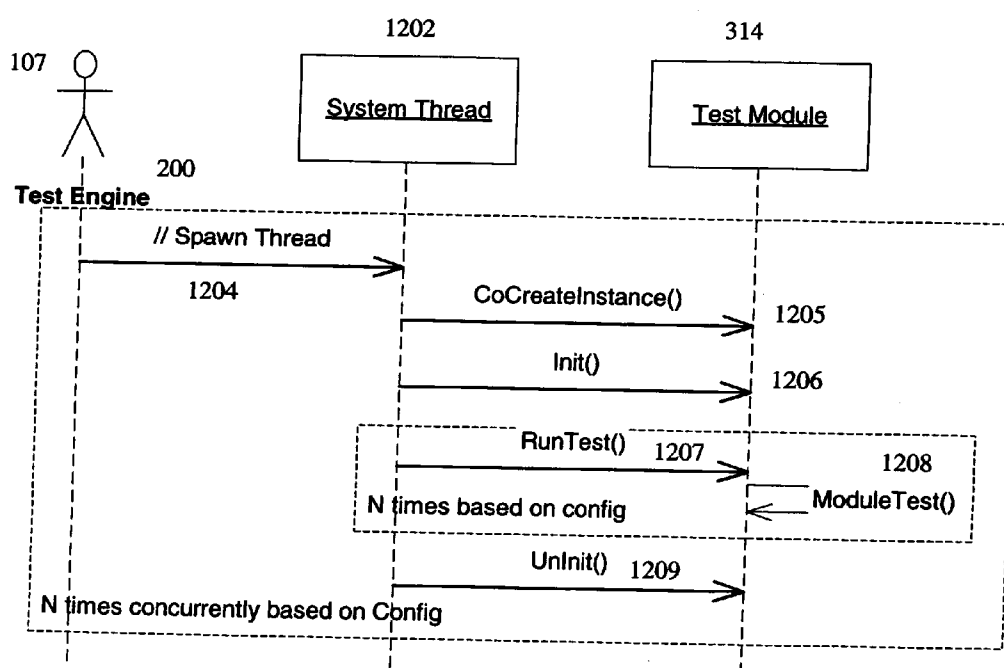 1202
314
107
System Thread
Test Module
200
Test Engine
// Spawn Thread
1204
CoCreateInstance()
1205
Init()
1206
RunTest()
1207
1208
ModuleTest()
N times based on config
UnInit()
1209
N times concurrently based on Config